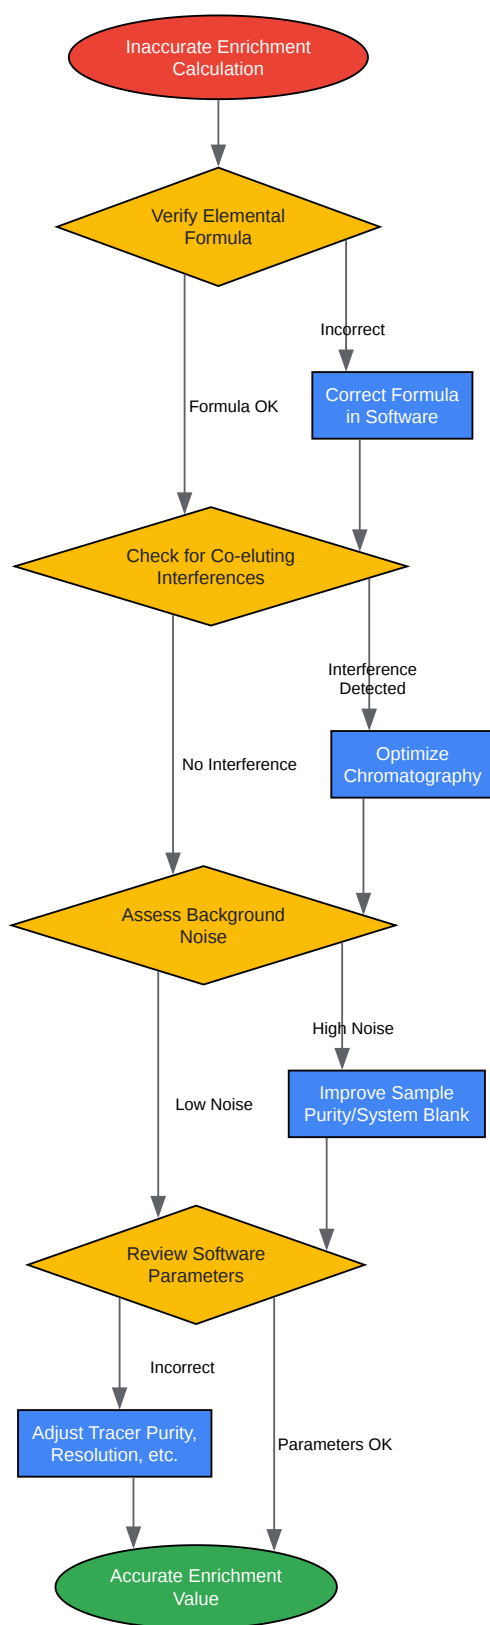 Inaccurate Enrichment
Calculation
Verify Elemental
Formula
Incorrect
Correct Formula
in Software
Formula OK
Check for Co-eluting
Interferences
Interference
Detected
Optimize
Chromatography
No Interference
Assess Background
Noise
High Noise
Improve Sample
Purity/System Blank
Low Noise
Review Software
Parameters
Incorrect
Adjust Tracer Purity,
Resolution, etc.
Parameters OK
Accurate Enrichment
Value